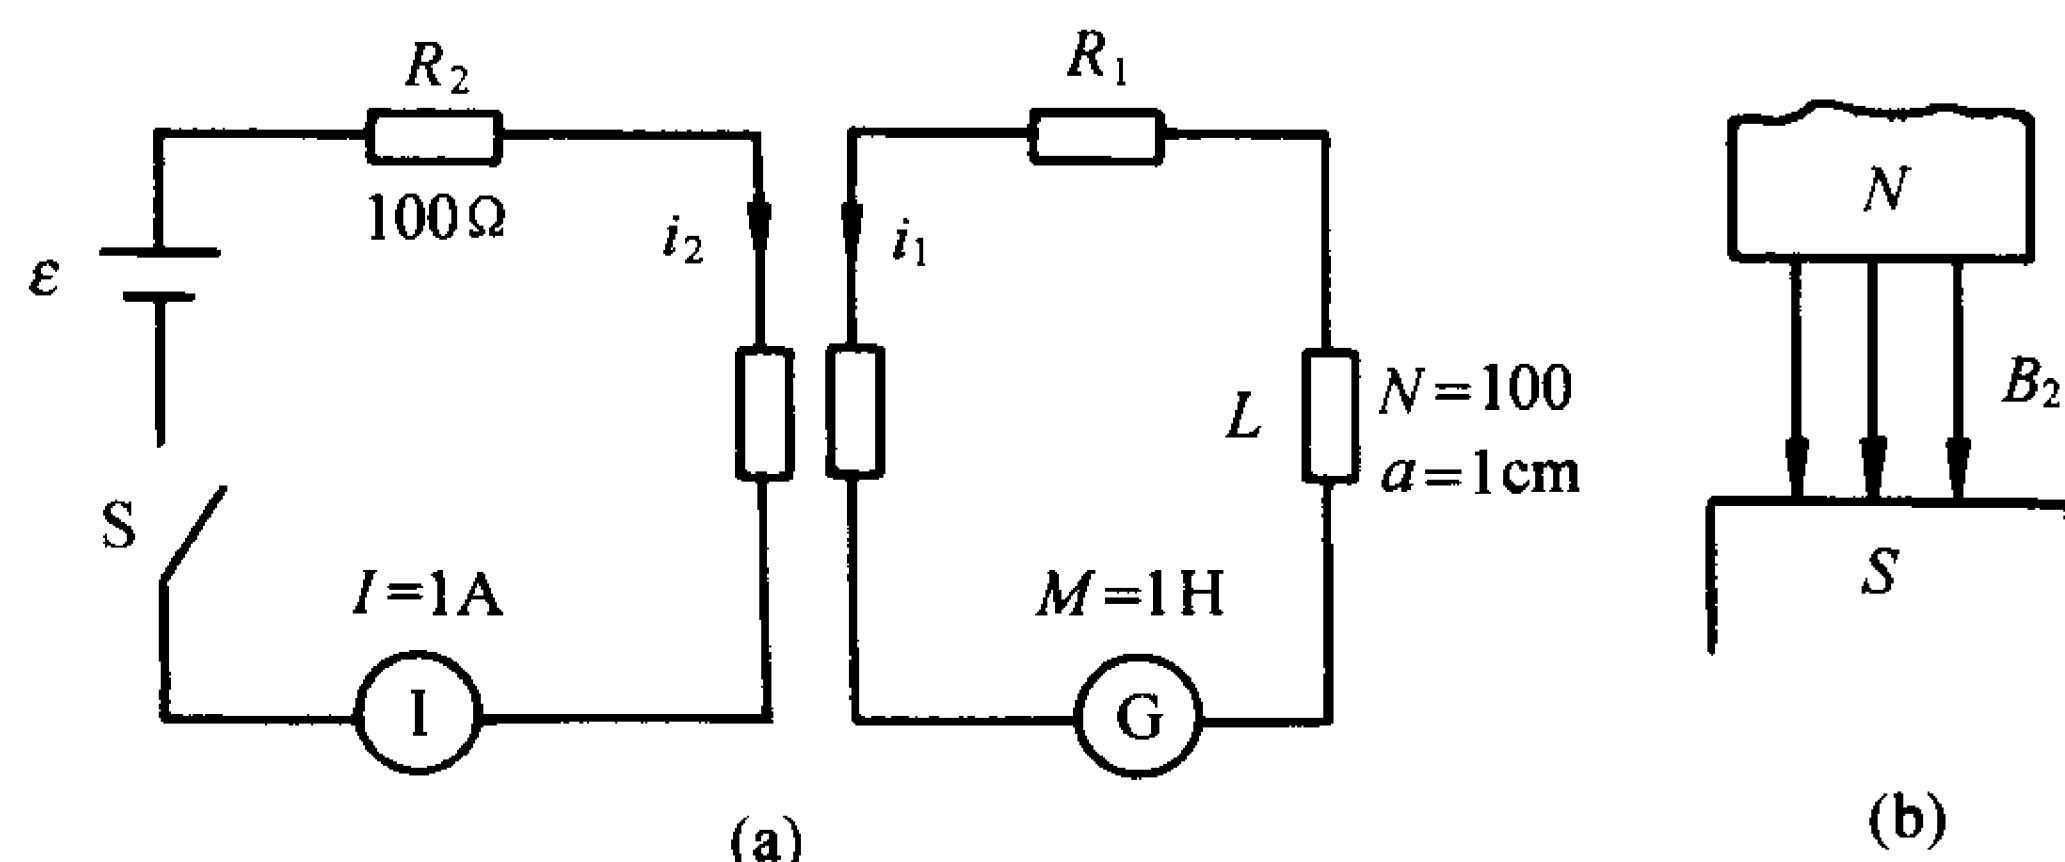 R₂
R₁
100Ω
i₂
i₁
N
ε
B₂
L
N=100
a=1cm
S
S
I=1A
M=1H
I
G
(a)
(b)